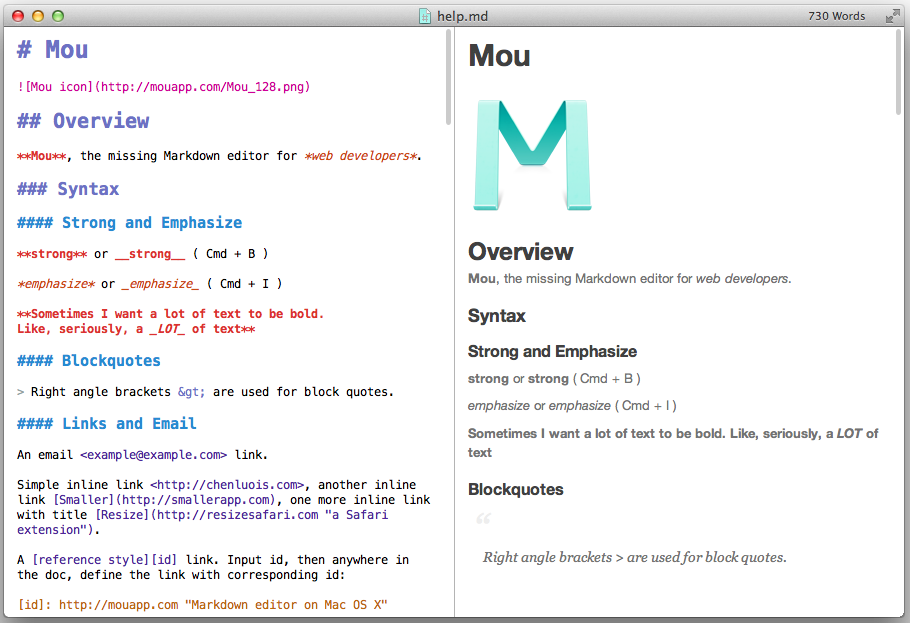 help.md
730 Words
# Mou
![Mou icon](http://mouapp.com/Mou_128.png)
## Overview
**Mou**, the missing Markdown editor for *web developers*.
### Syntax
#### Strong and Emphasize
**strong** or __strong__ ( Cmd + B )
*emphasize* or _emphasize_ ( Cmd + I )
**Sometimes I want a lot of text to be bold.
Like, seriously, a _LOT_ of text**
#### Blockquotes
> Right angle brackets &gt; are used for block quotes.
#### Links and Email
An email <example@example.com> link.
Simple inline link <http://chenluois.com>, another inline
link [Smaller](http://smallerapp.com), one more inline link
with title [Resize](http://resizesafari.com "a Safari
extension").
A [reference style][id] link. Input id, then anywhere in
the doc, define the link with corresponding id:
[id]: http://mouapp.com "Markdown editor on Mac OS X"
Mou
M
Overview
Mou, the missing Markdown editor for web developers.
Syntax
Strong and Emphasize
strong or strong ( Cmd + B )
emphasize or emphasize ( Cmd + I )
Sometimes I want a lot of text to be bold. Like, seriously, a LOT of
text
Blockquotes
“
Right angle brackets > are used for block quotes.